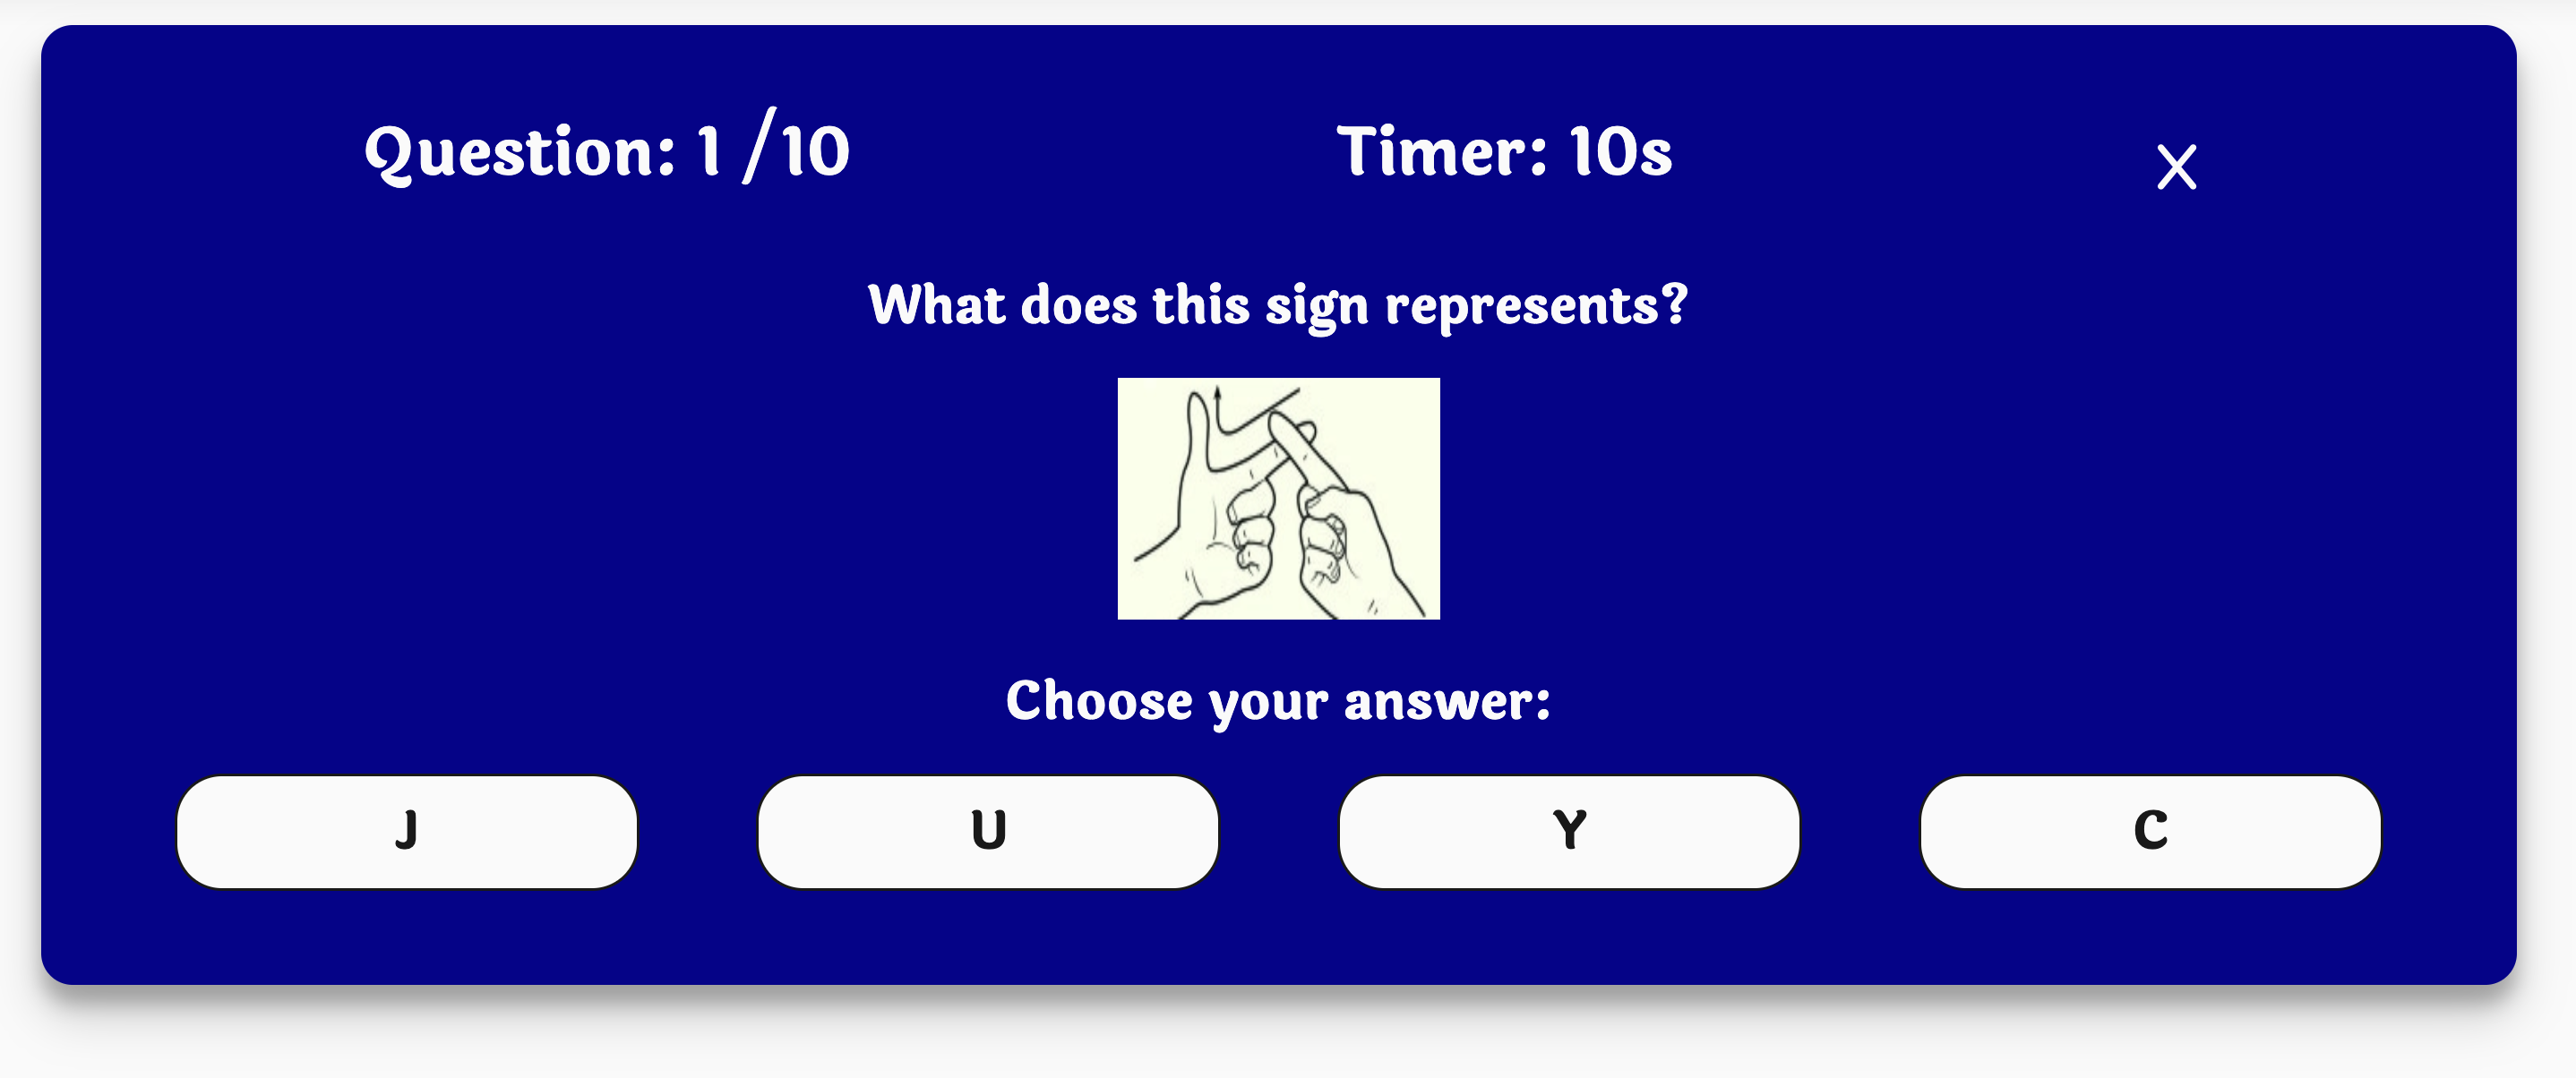 Question: 1 /10
Timer: 10s
X
What does this sign represents?
Choose your answer:
J
U
Y
C